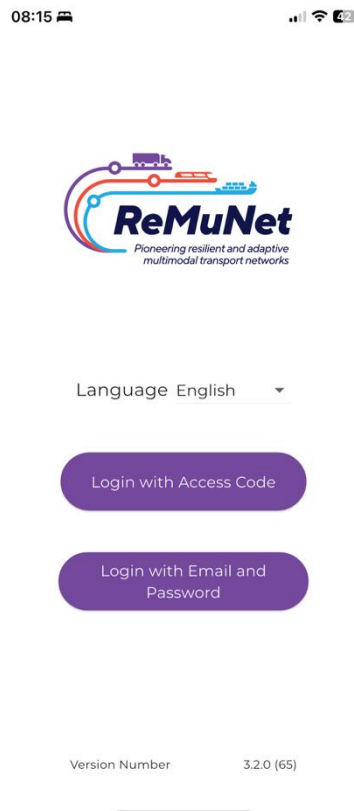 08:15
42
ReMuNet
Pioneering resilient and adaptive
multimodal transport networks
Language English
Login with Access Code
Login with Email and
Password
Version Number 3.2.0 (65)